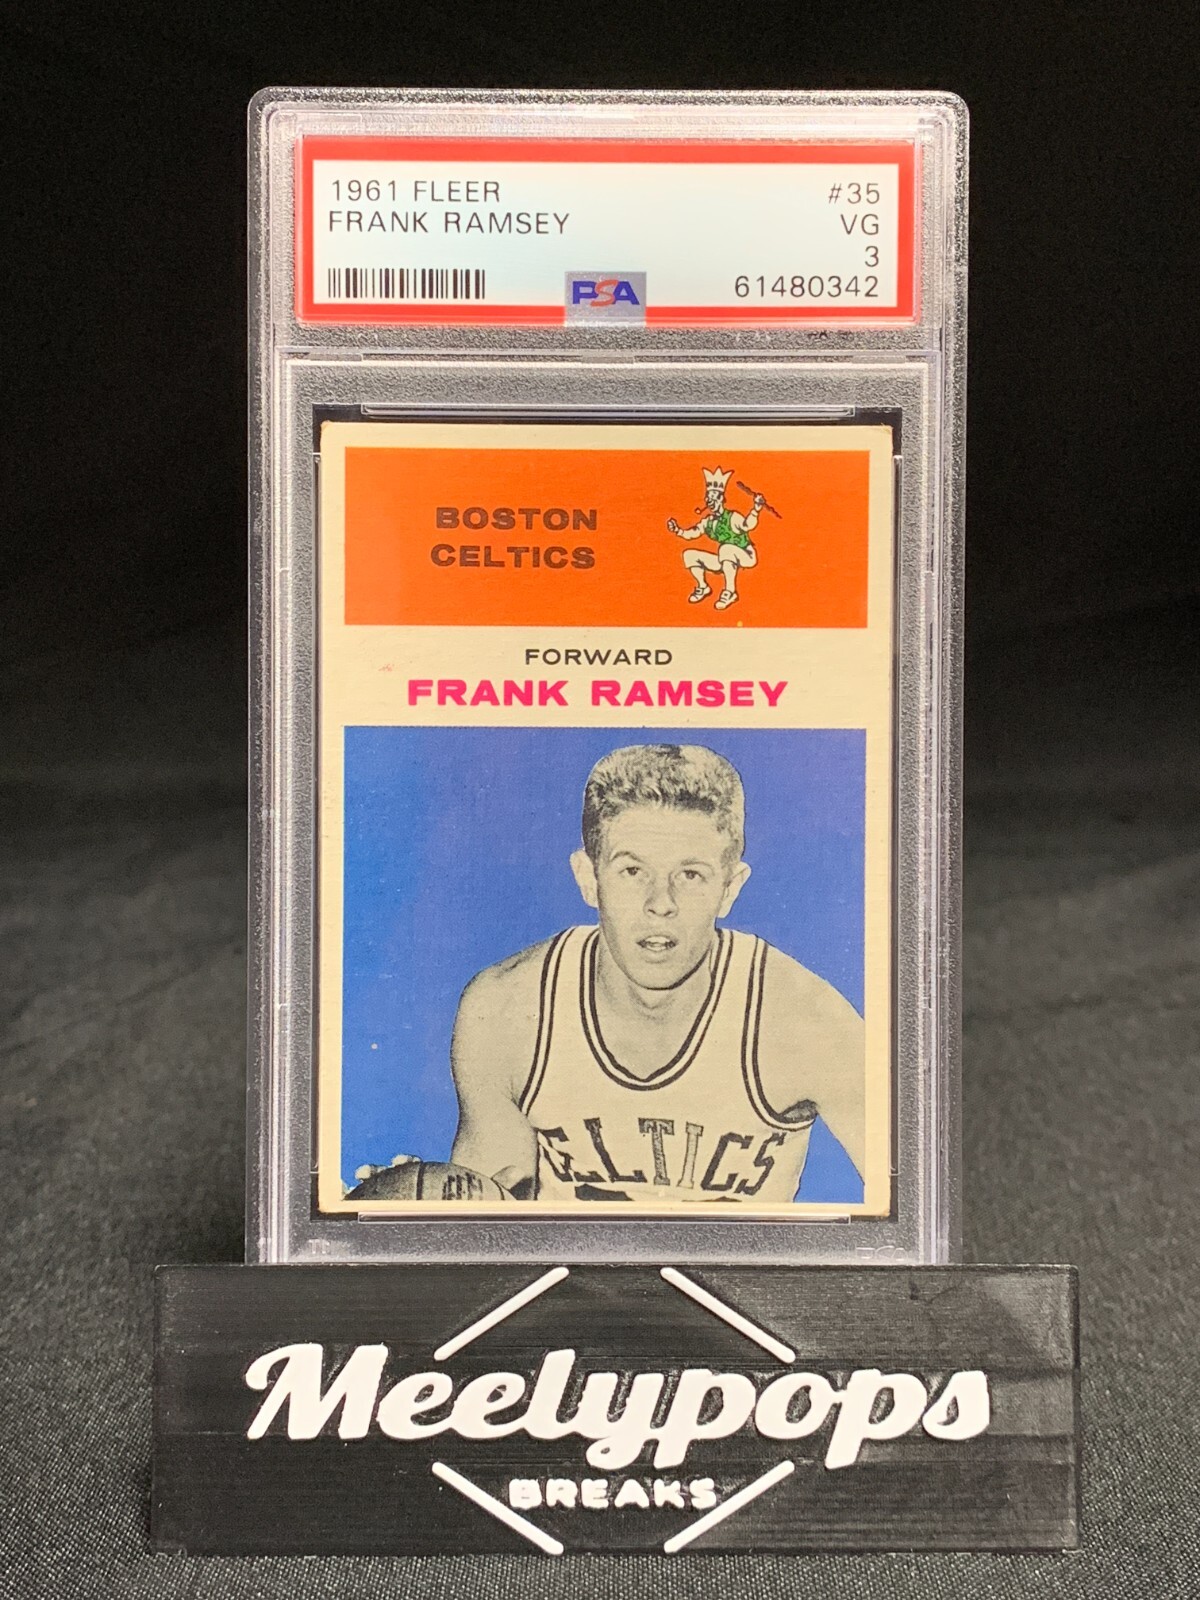 1961 FLEER
FRANK RAMSEY
#35
VG
3
PSA
61480342
BOSTON
CELTICS
FORWARD
FRANK RAMSEY
CELTICS
Meelypops
BREAKS